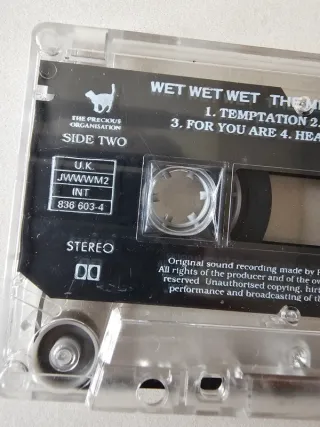 WET WET WET THE
1. TEMPTATION 2.
3. FOR YOU ARE 4.
THE PRECIOUS
ORGANISATION
SIDE TWO
U.K.
JWWWM2
INT
836 603-4
STEREO
Original sound recording made by
All rights of the producer and of the
reserved Unauthorised copying,
performance and broadcasting of